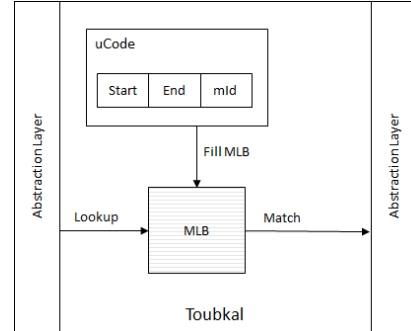 uCode
Start End mId
Abstraction Layer
Abstraction Layer
Fill MLB
Lookup
MLB
Match
Toubkal